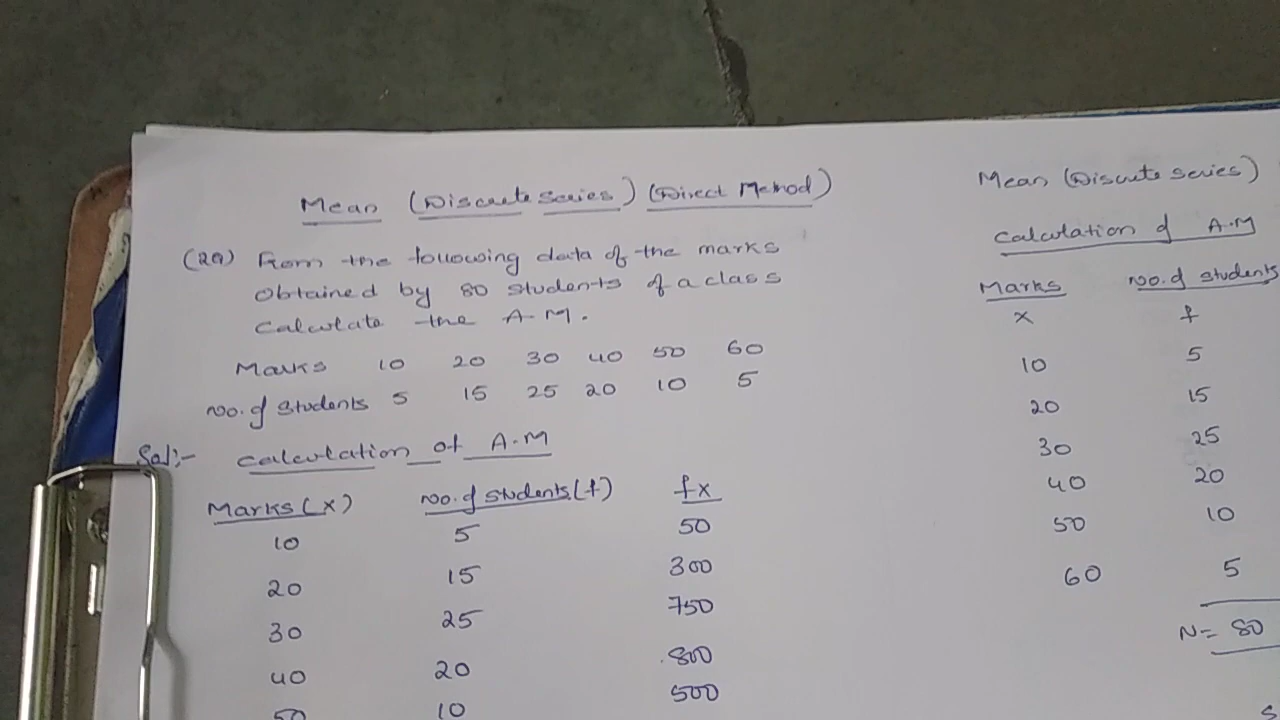 Mean (Discrete Series) (Direct Method)
(2a) From the following data of the marks
obtained by 80 students of a class
Calculate the A.M.
Marks 10 20 30 40 50 60
No. of Students 5 15 25 20 10 5
Sol:- Calculation of A.M
Marks (x) No. of Students (f) fx
10 5 50
20 15 300
30 25 750
40 20 800
50 10 500
Mean (Discrete Series)
Calculation of A.M
Marks No. of Students
x f
10 5
20 15
30 25
40 20
50 10
60 5
N= 80